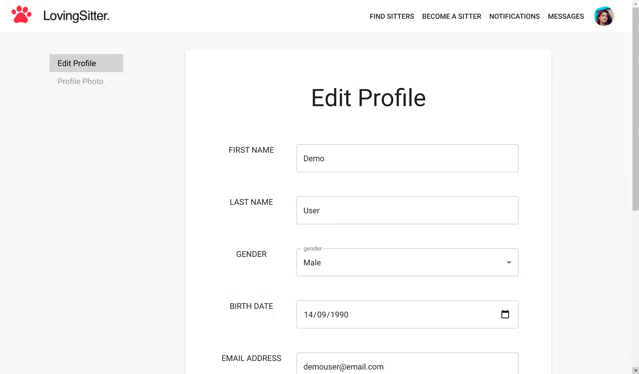 LovingSitter.
FIND SITTERS BECOME A SITTER NOTIFICATIONS MESSAGES
Edit Profile
Profile Photo
Edit Profile
FIRST NAME
Demo
LAST NAME
User
GENDER
gender
Male
BIRTH DATE
14/09/1990
EMAIL ADDRESS
demouser@email.com